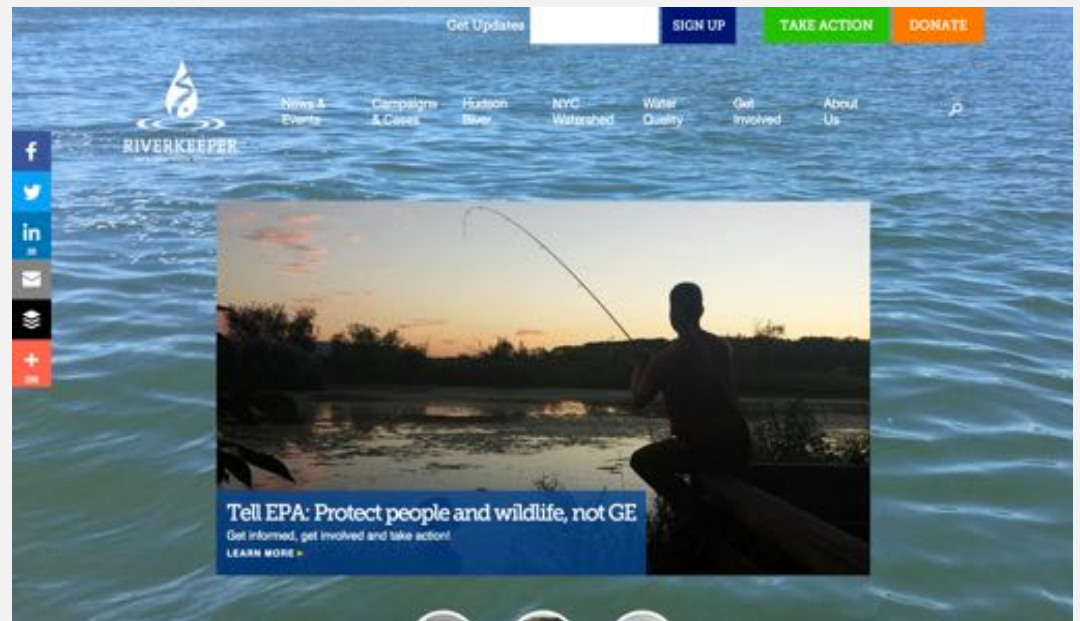 Get Updates
SIGN UP
TAKE ACTION
DONATE
News &
Events
Campaigns
& Cases
Hudson
River
NYC
Watershed
Water
Quality
Get
Involved
About
Us
RIVERKEEPER
f
in
Tell EPA: Protect people and wildlife, not GE
Get informed, get involved and take action!
LEARN MORE